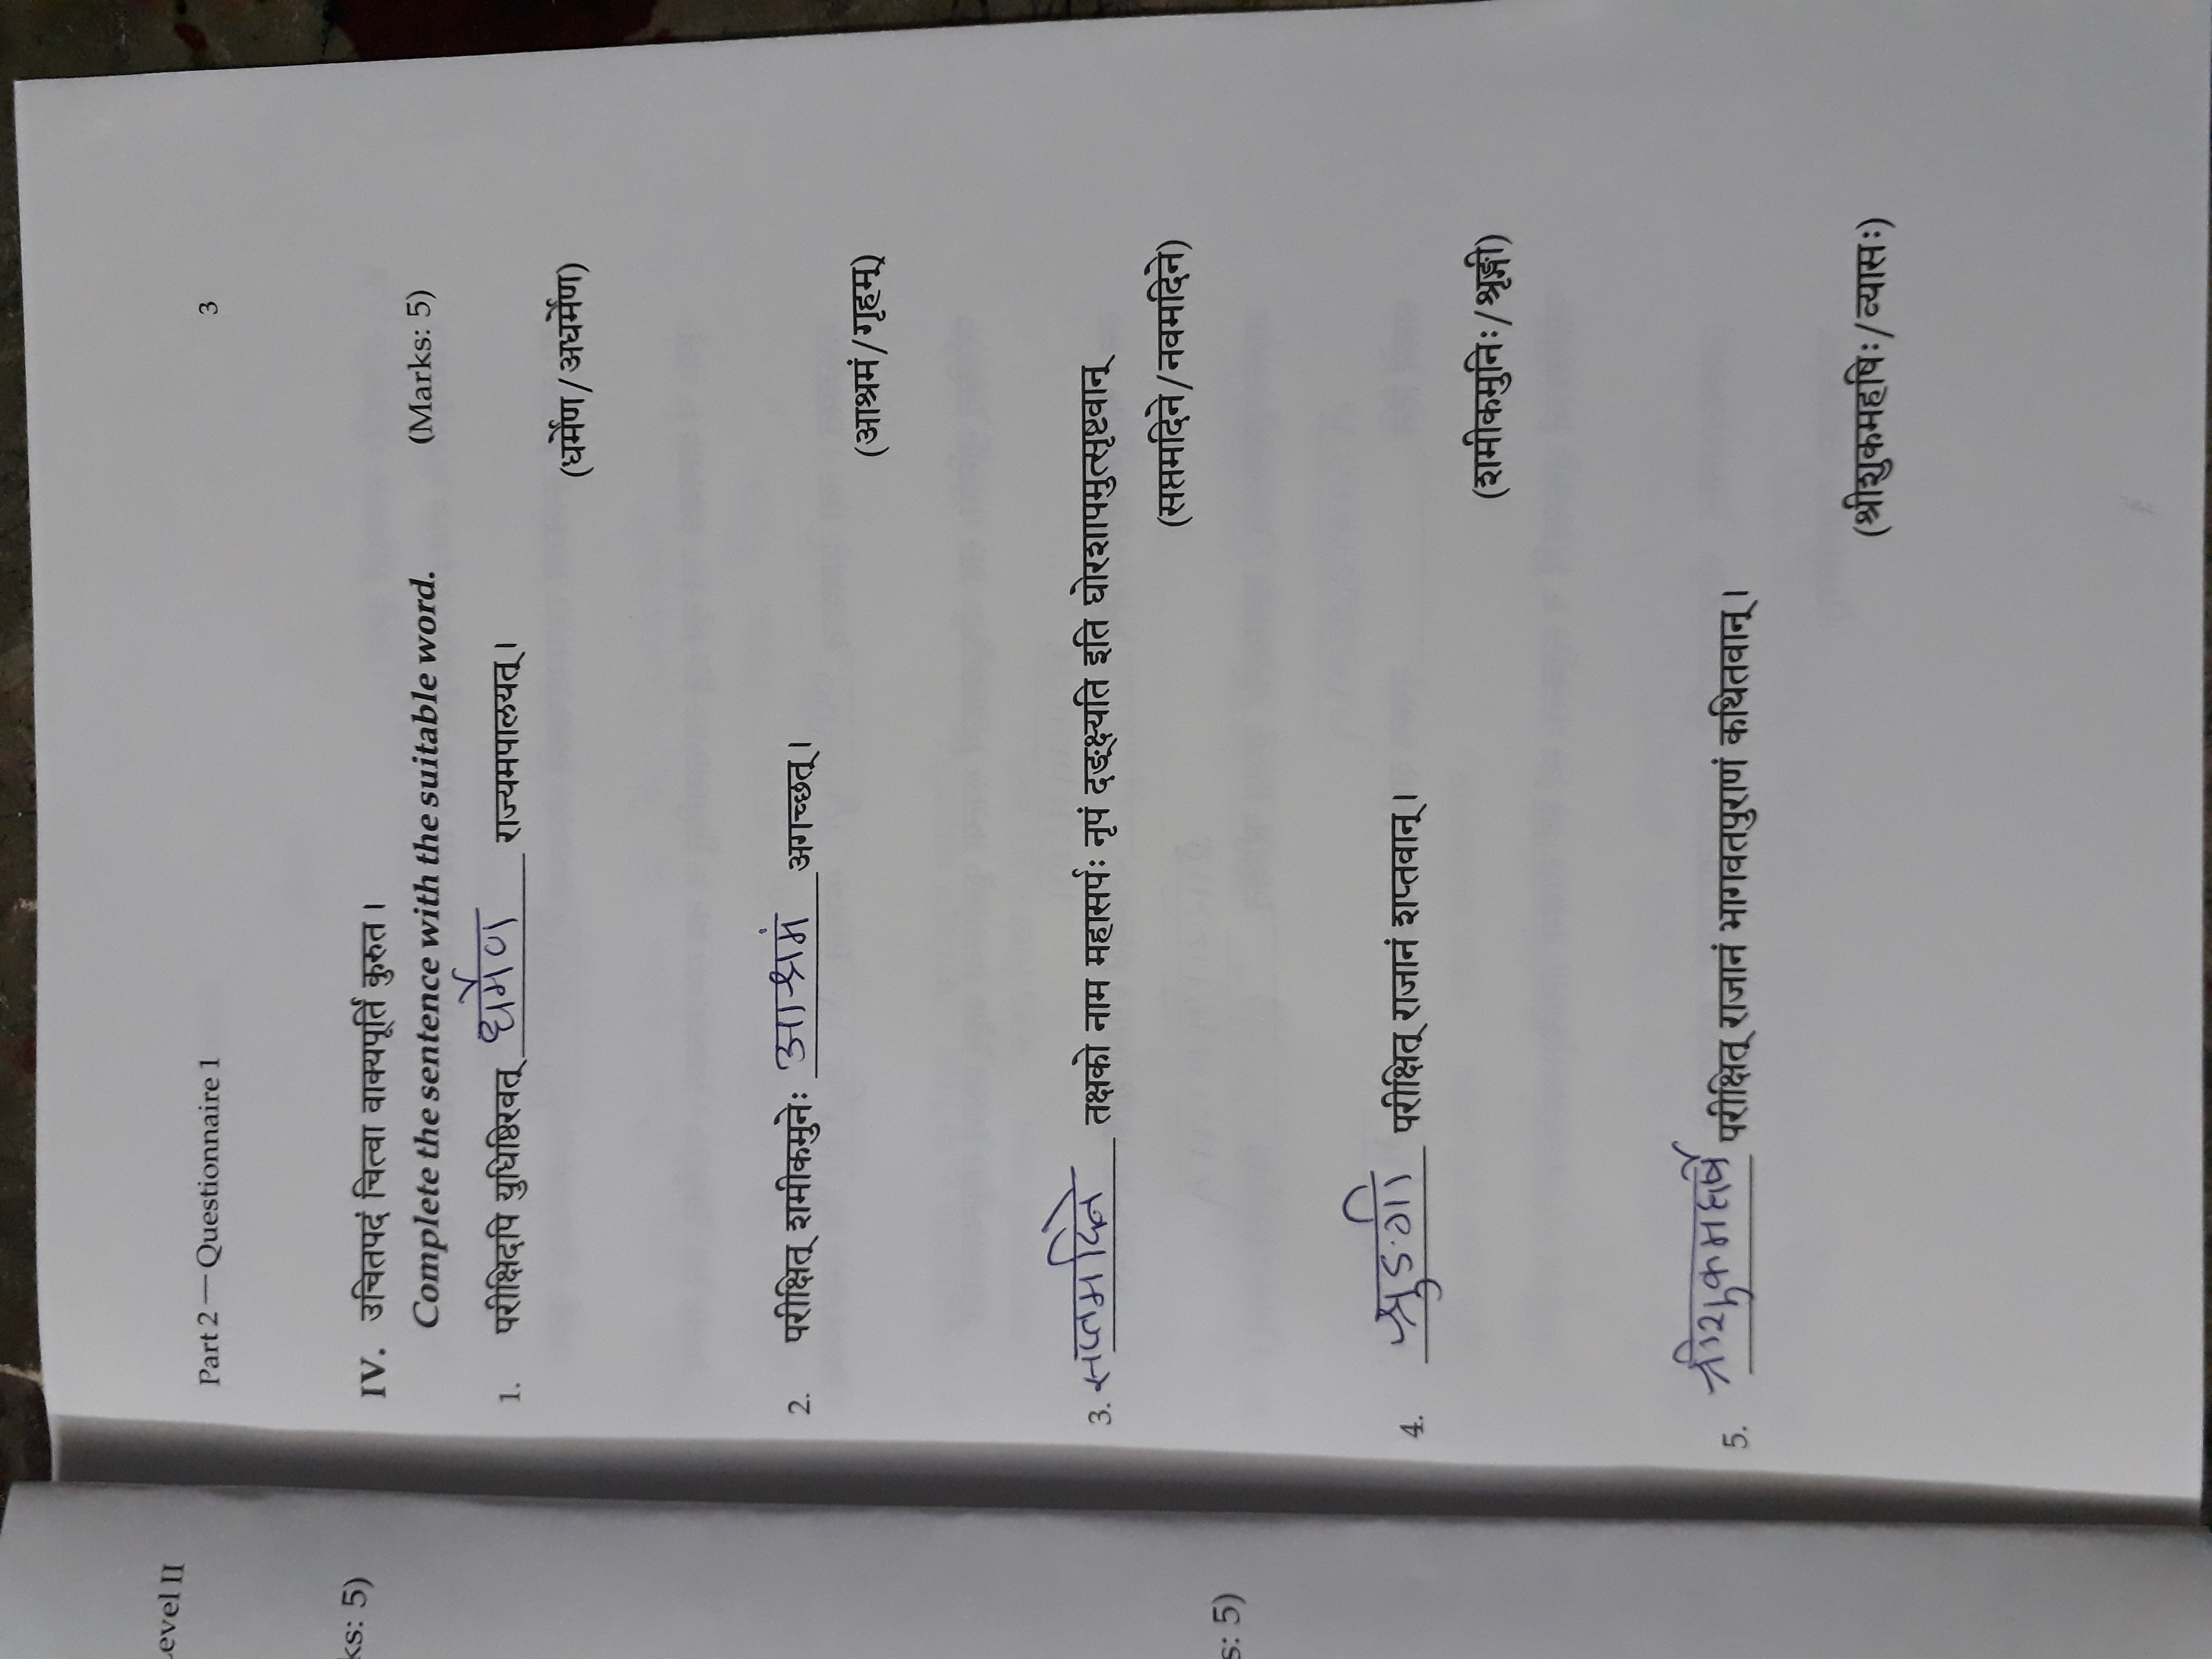 Level II
ks: 5)
s: 5)
Part 2 — Questionnaire 1 3
IV. उचितपदं चित्वा वाक्यपूर्तिं कुरुत ।
Complete the sentence with the suitable word. (Marks: 5)
1. परीक्षिदपि युधिष्ठिरवत् धर्मेण राज्यमपालयत् ।
(धर्मेण/अधर्मेण)
2. परीक्षित् शमीकमुनेः आश्रमं अगच्छत् ।
(आश्रमं/गृहम्)
3. सप्तमदिने तक्षको नाम महासर्पः नृपं दङ्क्ष्यति इति घोरशापमुत्सृष्टवान्
(सप्तमदिने/नवमदिने)
4. श्रुङगी परीक्षित् राजानं शप्तवान् ।
(शमीकमुनिः/श्रृङ्गी)
5. श्रीशुकमहर्षि परीक्षित् राजानं भागवतपुराणं कथितवान् ।
(श्रीशुकमहषिः/व्यासः)